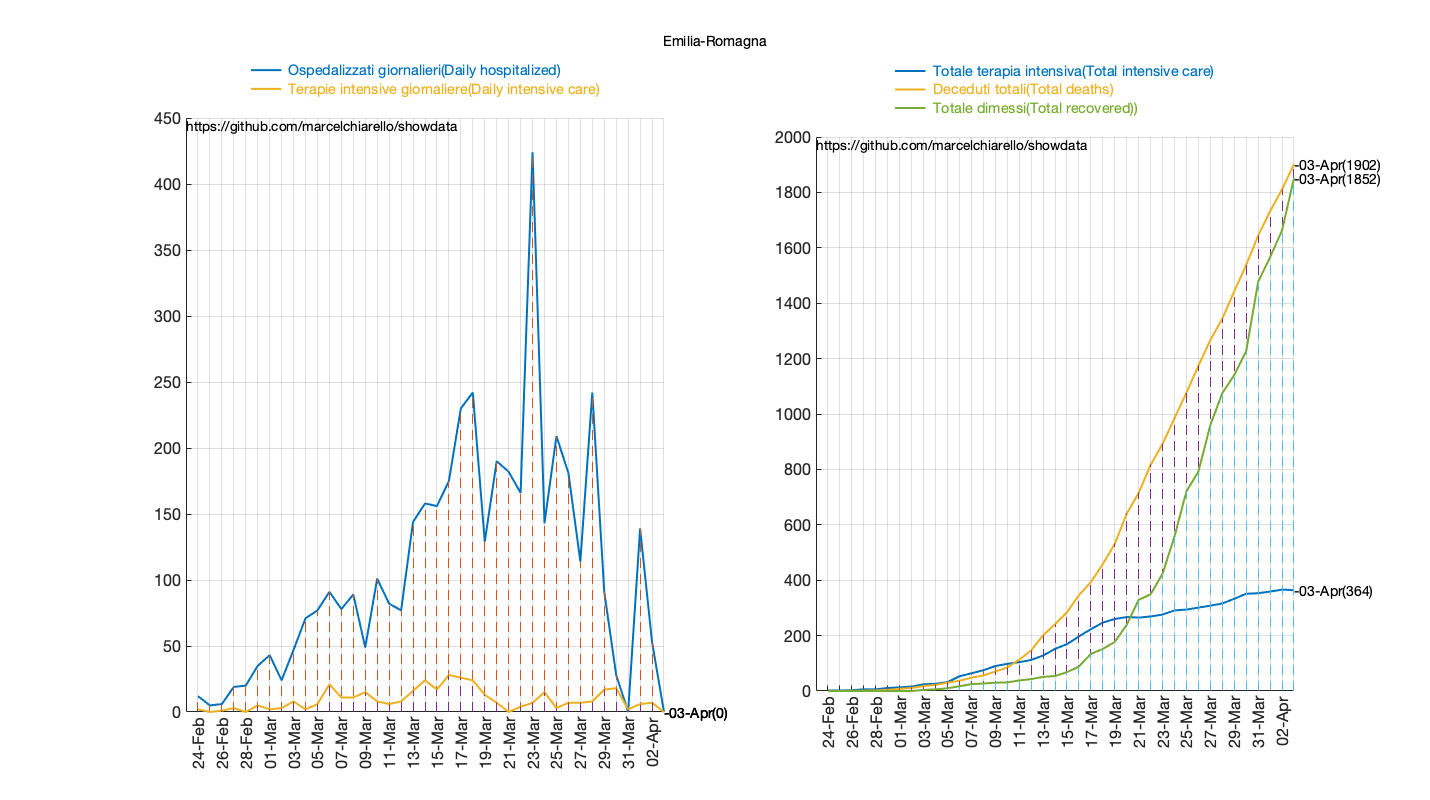 Emilia-Romagna
Ospedalizzati giornalieri(Daily hospitalized)
Terapie intensive giornaliere(Daily intensive care)
450
https://github.com/marcelchiarello/showdata
400
350
300
250
200
150
100
50
0
-03-Apr(0)
24-Feb
26-Feb
28-Feb
01-Mar
03-Mar
05-Mar
07-Mar
09-Mar
11-Mar
13-Mar
15-Mar
17-Mar
19-Mar
21-Mar
23-Mar
25-Mar
27-Mar
29-Mar
31-Mar
02-Apr
Totale terapia intensiva(Total intensive care)
Deceduti totali(Total deaths)
Totale dimessi(Total recovered))
2000
https://github.com/marcelchiarello/showdata
1800
1600
1400
1200
1000
800
600
400
200
0
-03-Apr(1902)
-03-Apr(1852)
-03-Apr(364)
24-Feb
26-Feb
28-Feb
01-Mar
03-Mar
05-Mar
07-Mar
09-Mar
11-Mar
13-Mar
15-Mar
17-Mar
19-Mar
21-Mar
23-Mar
25-Mar
27-Mar
29-Mar
31-Mar
02-Apr